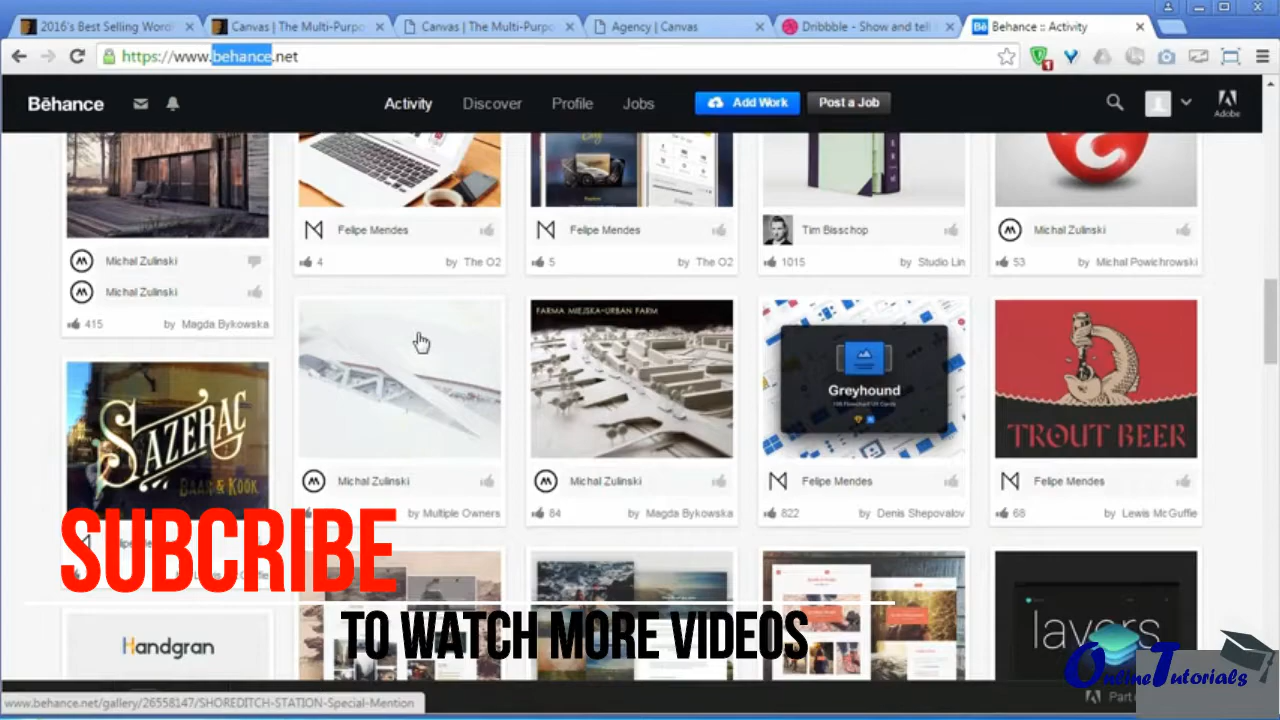 2016's Best Selling Word
Canvas | The Multi-Purpo
Canvas | The Multi-Purpo
Agency | Canvas
Dribbble - Show and tell
Bē Behance :: Activity
https://www.behance.net
1
Bēhance
Activity
Discover
Profile
Jobs
Add Work
Post a Job
Adobe
Michal Zulinski
Michal Zulinski
415
by Magda Bykowska
Felipe Mendes
4
by The O2
Felipe Mendes
5
by The O2
Tim Bisschop
1015
by Studio Lin
Michal Zulinski
53
by Michal Powichrowski
SAZERAC
BAAR & KÖÖK
Michal Zulinski
by Multiple Owners
FARMA MIEJSKA-URBAN FARM
Michal Zulinski
84
by Magda Bykowska
Greyhound
Felipe Mendes
822
by Denis Shepovalov
TROUT BEER
Felipe Mendes
68
by Lewis McGuffie
SUBCRIBE
TO WATCH MORE VIDEOS
Handgran
layers
OnlineTutorials
www.behance.net/gallery/26558147/SHOREDITCH-STATION-Special-Mention